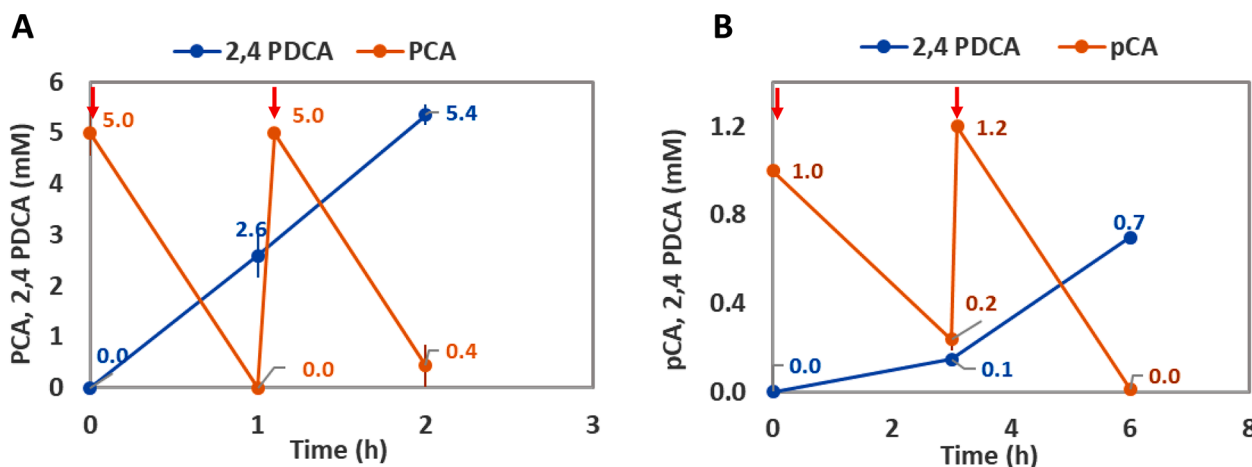 A
2,4 PDCA PCA
PCA, 2,4 PDCA (mM)
6
5
4
3
2
1
0
5.0
5.0
5.4
2.6
0.0
0.0
0.4
0 1 2 3
Time (h)
B
2,4 PDCA pCA
pCA, 2,4 PDCA (mM)
1.2
0.8
0.4
0.0
1.0
1.2
0.7
0.2
0.0
0.1
0.0
0 2 4 6 8
Time (h)